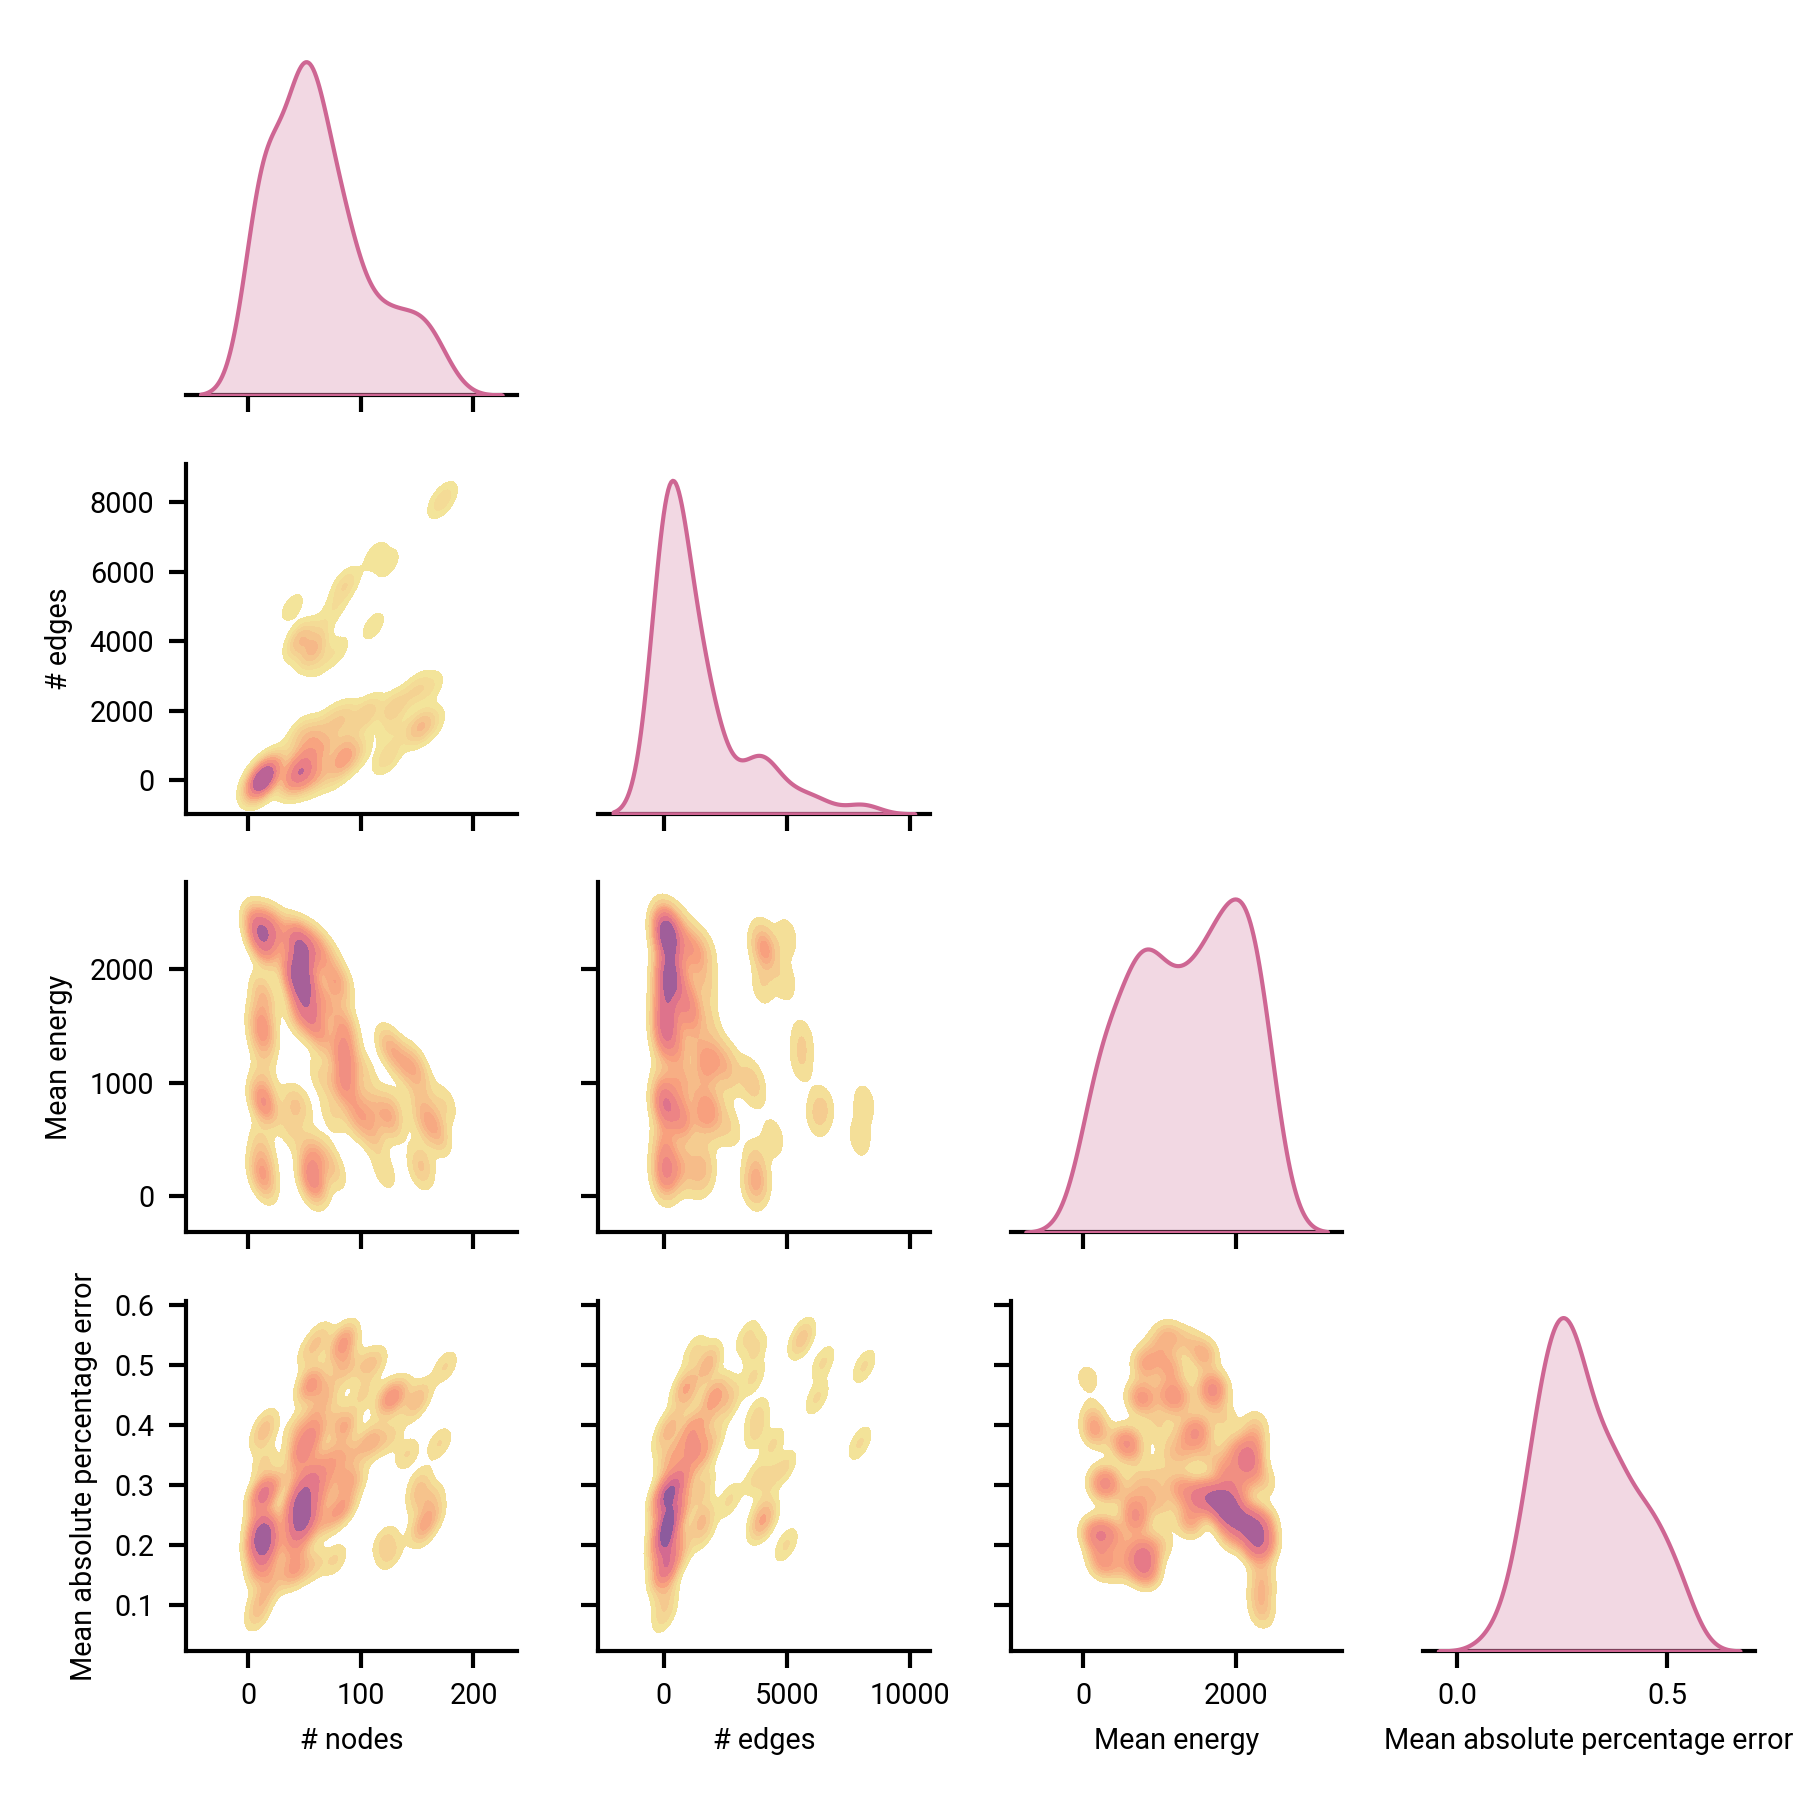 # edges
8000
6000
4000
2000
0
Mean energy
2000
1000
0
Mean absolute percentage error
0.6
0.5
0.4
0.3
0.2
0.1
0 100 200
0 5000 10000
0 2000
0.0 0.5
# nodes
# edges
Mean energy
Mean absolute percentage error